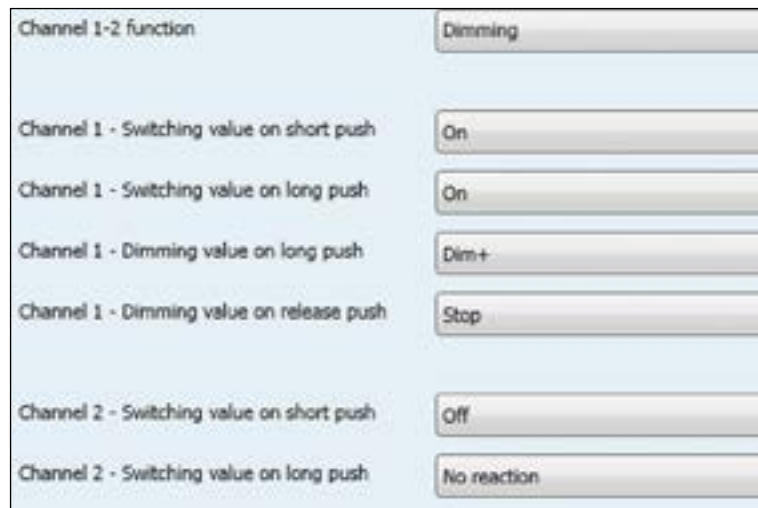 Channel 1-2 function Dimming
Channel 1 - Switching value on short push On
Channel 1 - Switching value on long push On
Channel 1 - Dimming value on long push Dim+
Channel 1 - Dimming value on release push Stop
Channel 2 - Switching value on short push Off
Channel 2 - Switching value on long push No reaction